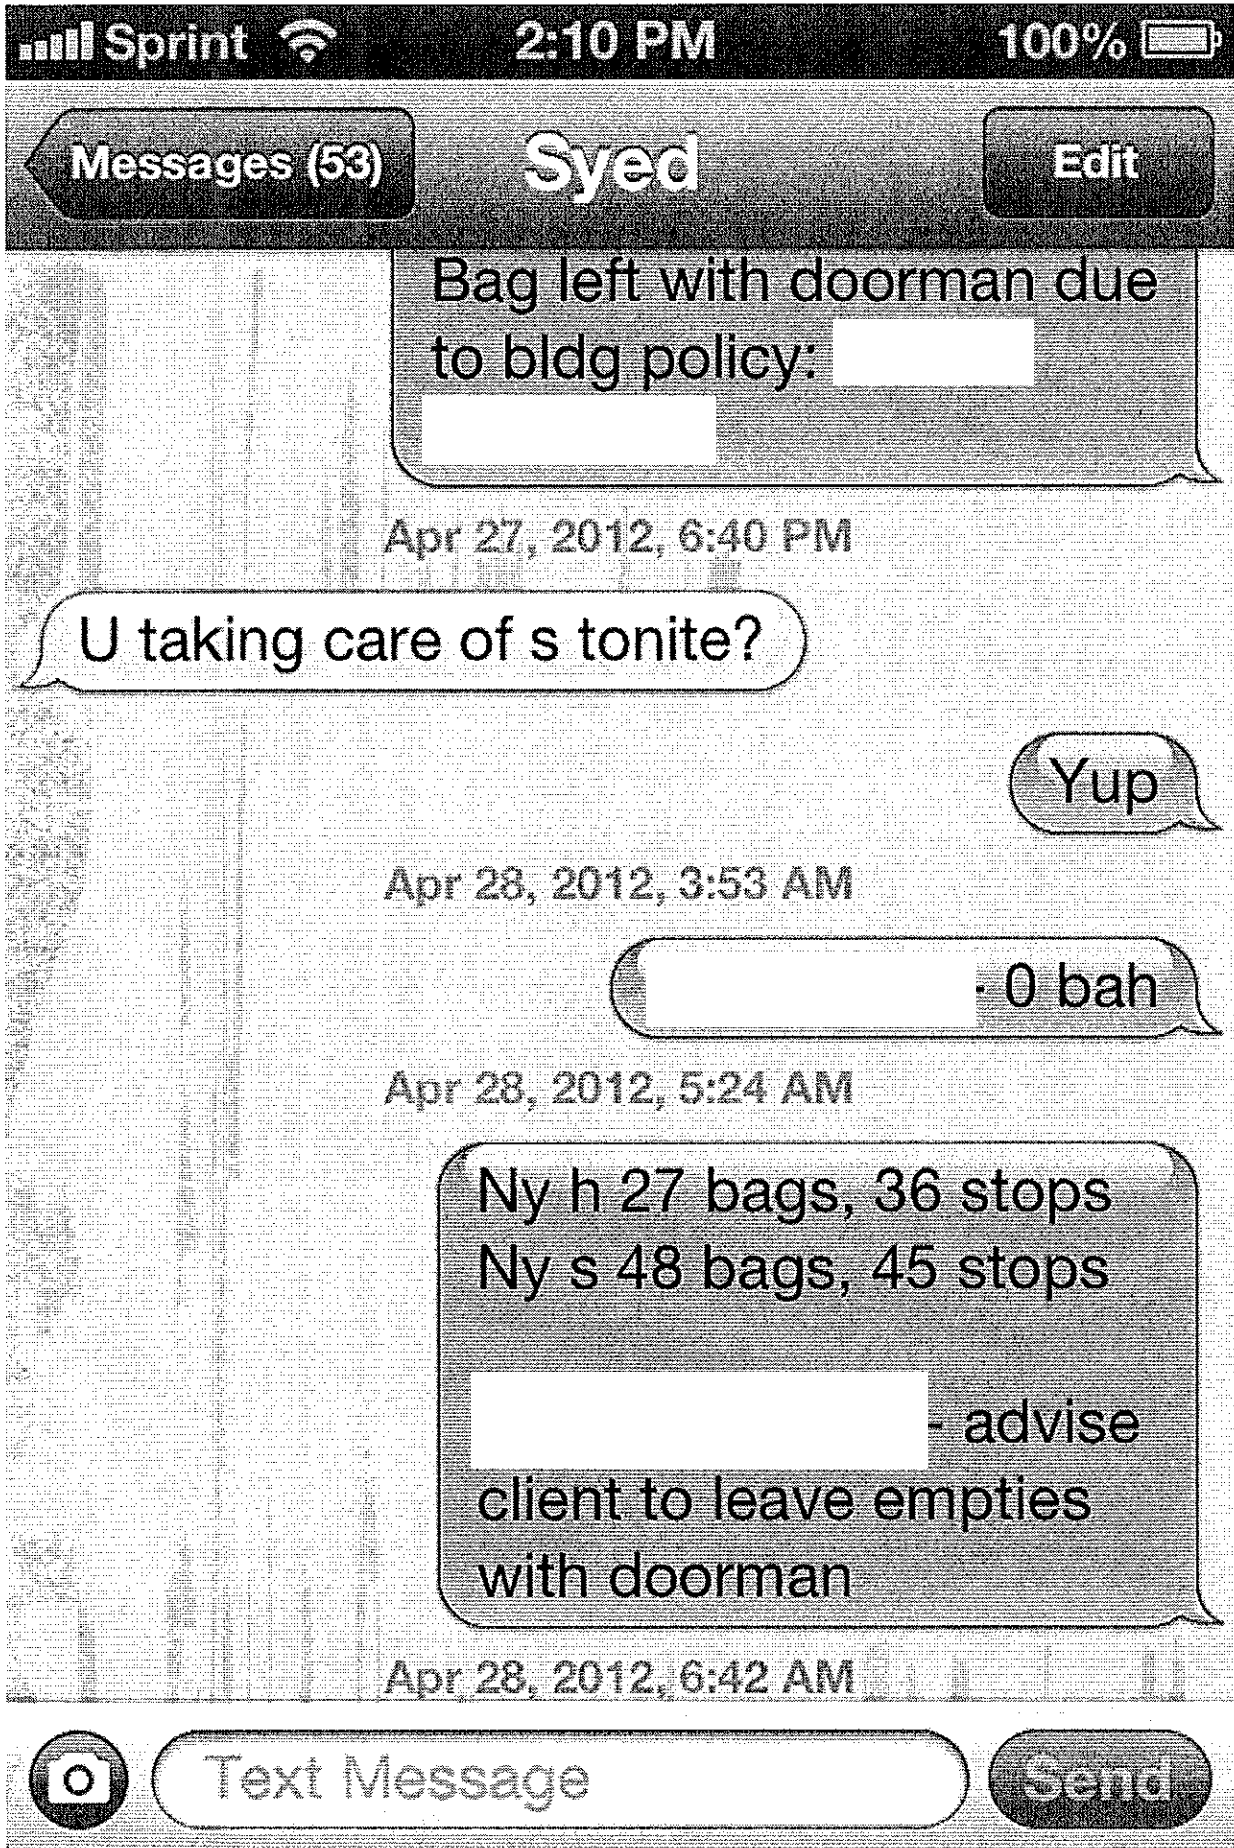 Sprint 2:10 PM 100%
Messages (53) Syed Edit
Bag left with doorman due
to bldg policy:
Apr 27, 2012, 6:40 PM
U taking care of s tonite?
Yup
Apr 28, 2012, 3:53 AM
- 0 bah
Apr 28, 2012, 5:24 AM
Ny h 27 bags, 36 stops
Ny s 48 bags, 45 stops
- advise
client to leave empties
with doorman
Apr 28, 2012, 6:42 AM
Text Message Send